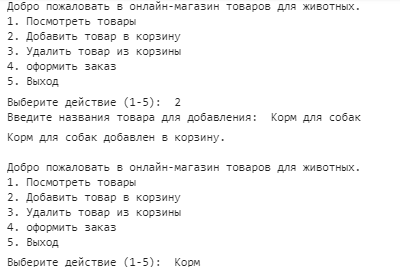 Добро пожаловать в онлайн-магазин товаров для животных.
1. Посмотреть товары
2. Добавить товар в корзину
3. Удалить товар из корзины
4. оформить заказ
5. Выход
Выберите действие (1-5): 2
Введите названия товара для добавления: Корм для собак
Корм для собак добавлен в корзину.
Добро пожаловать в онлайн-магазин товаров для животных.
1. Посмотреть товары
2. Добавить товар в корзину
3. Удалить товар из корзины
4. оформить заказ
5. Выход
Выберите действие (1-5): Корм